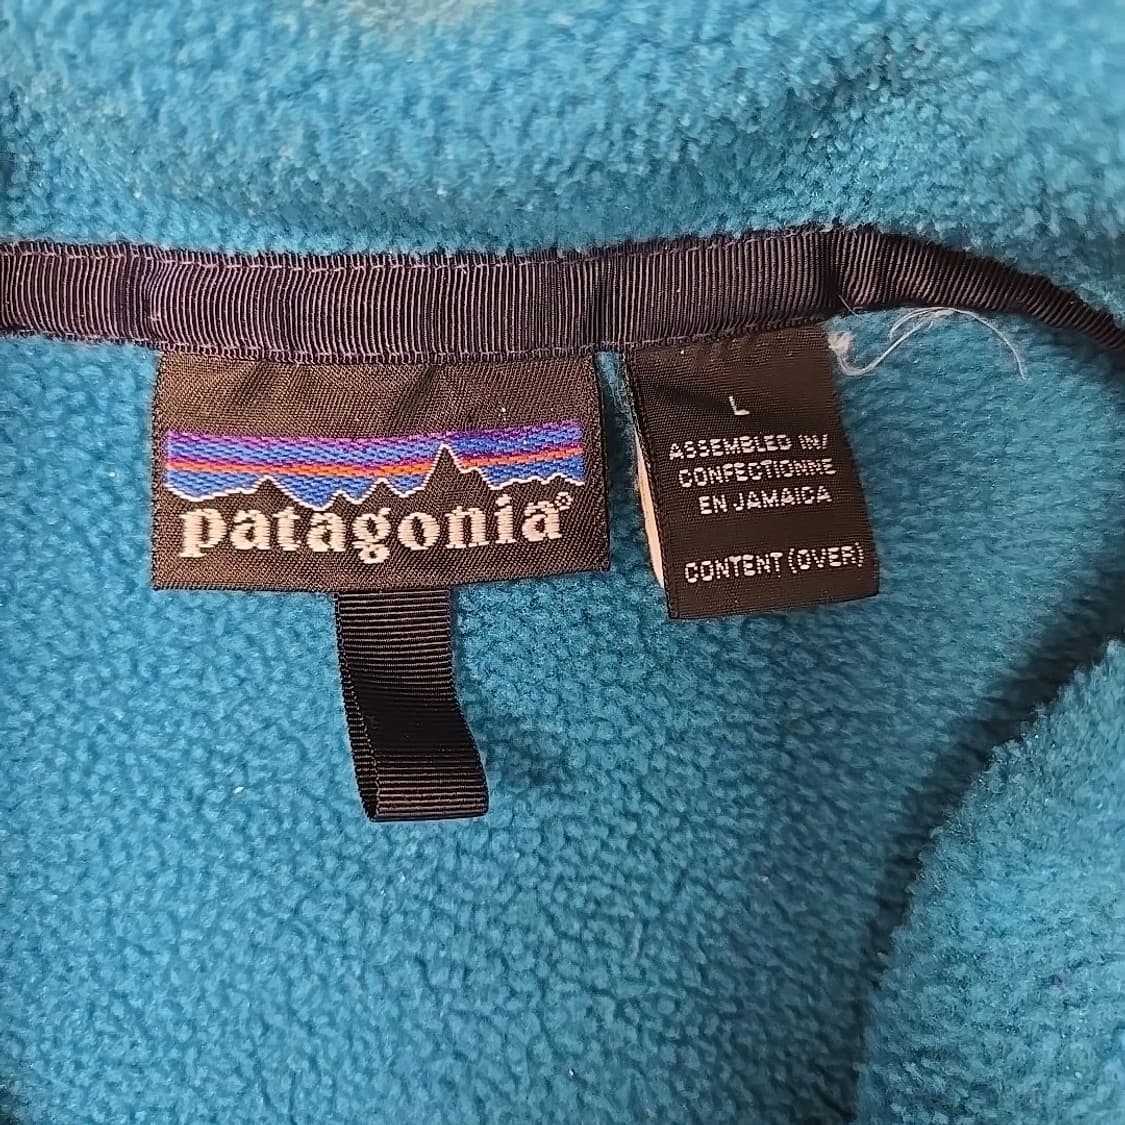 patagonia®
L
ASSEMBLED IN/
CONFECTIONNE
EN JAMAICA
CONTENT (OVER)